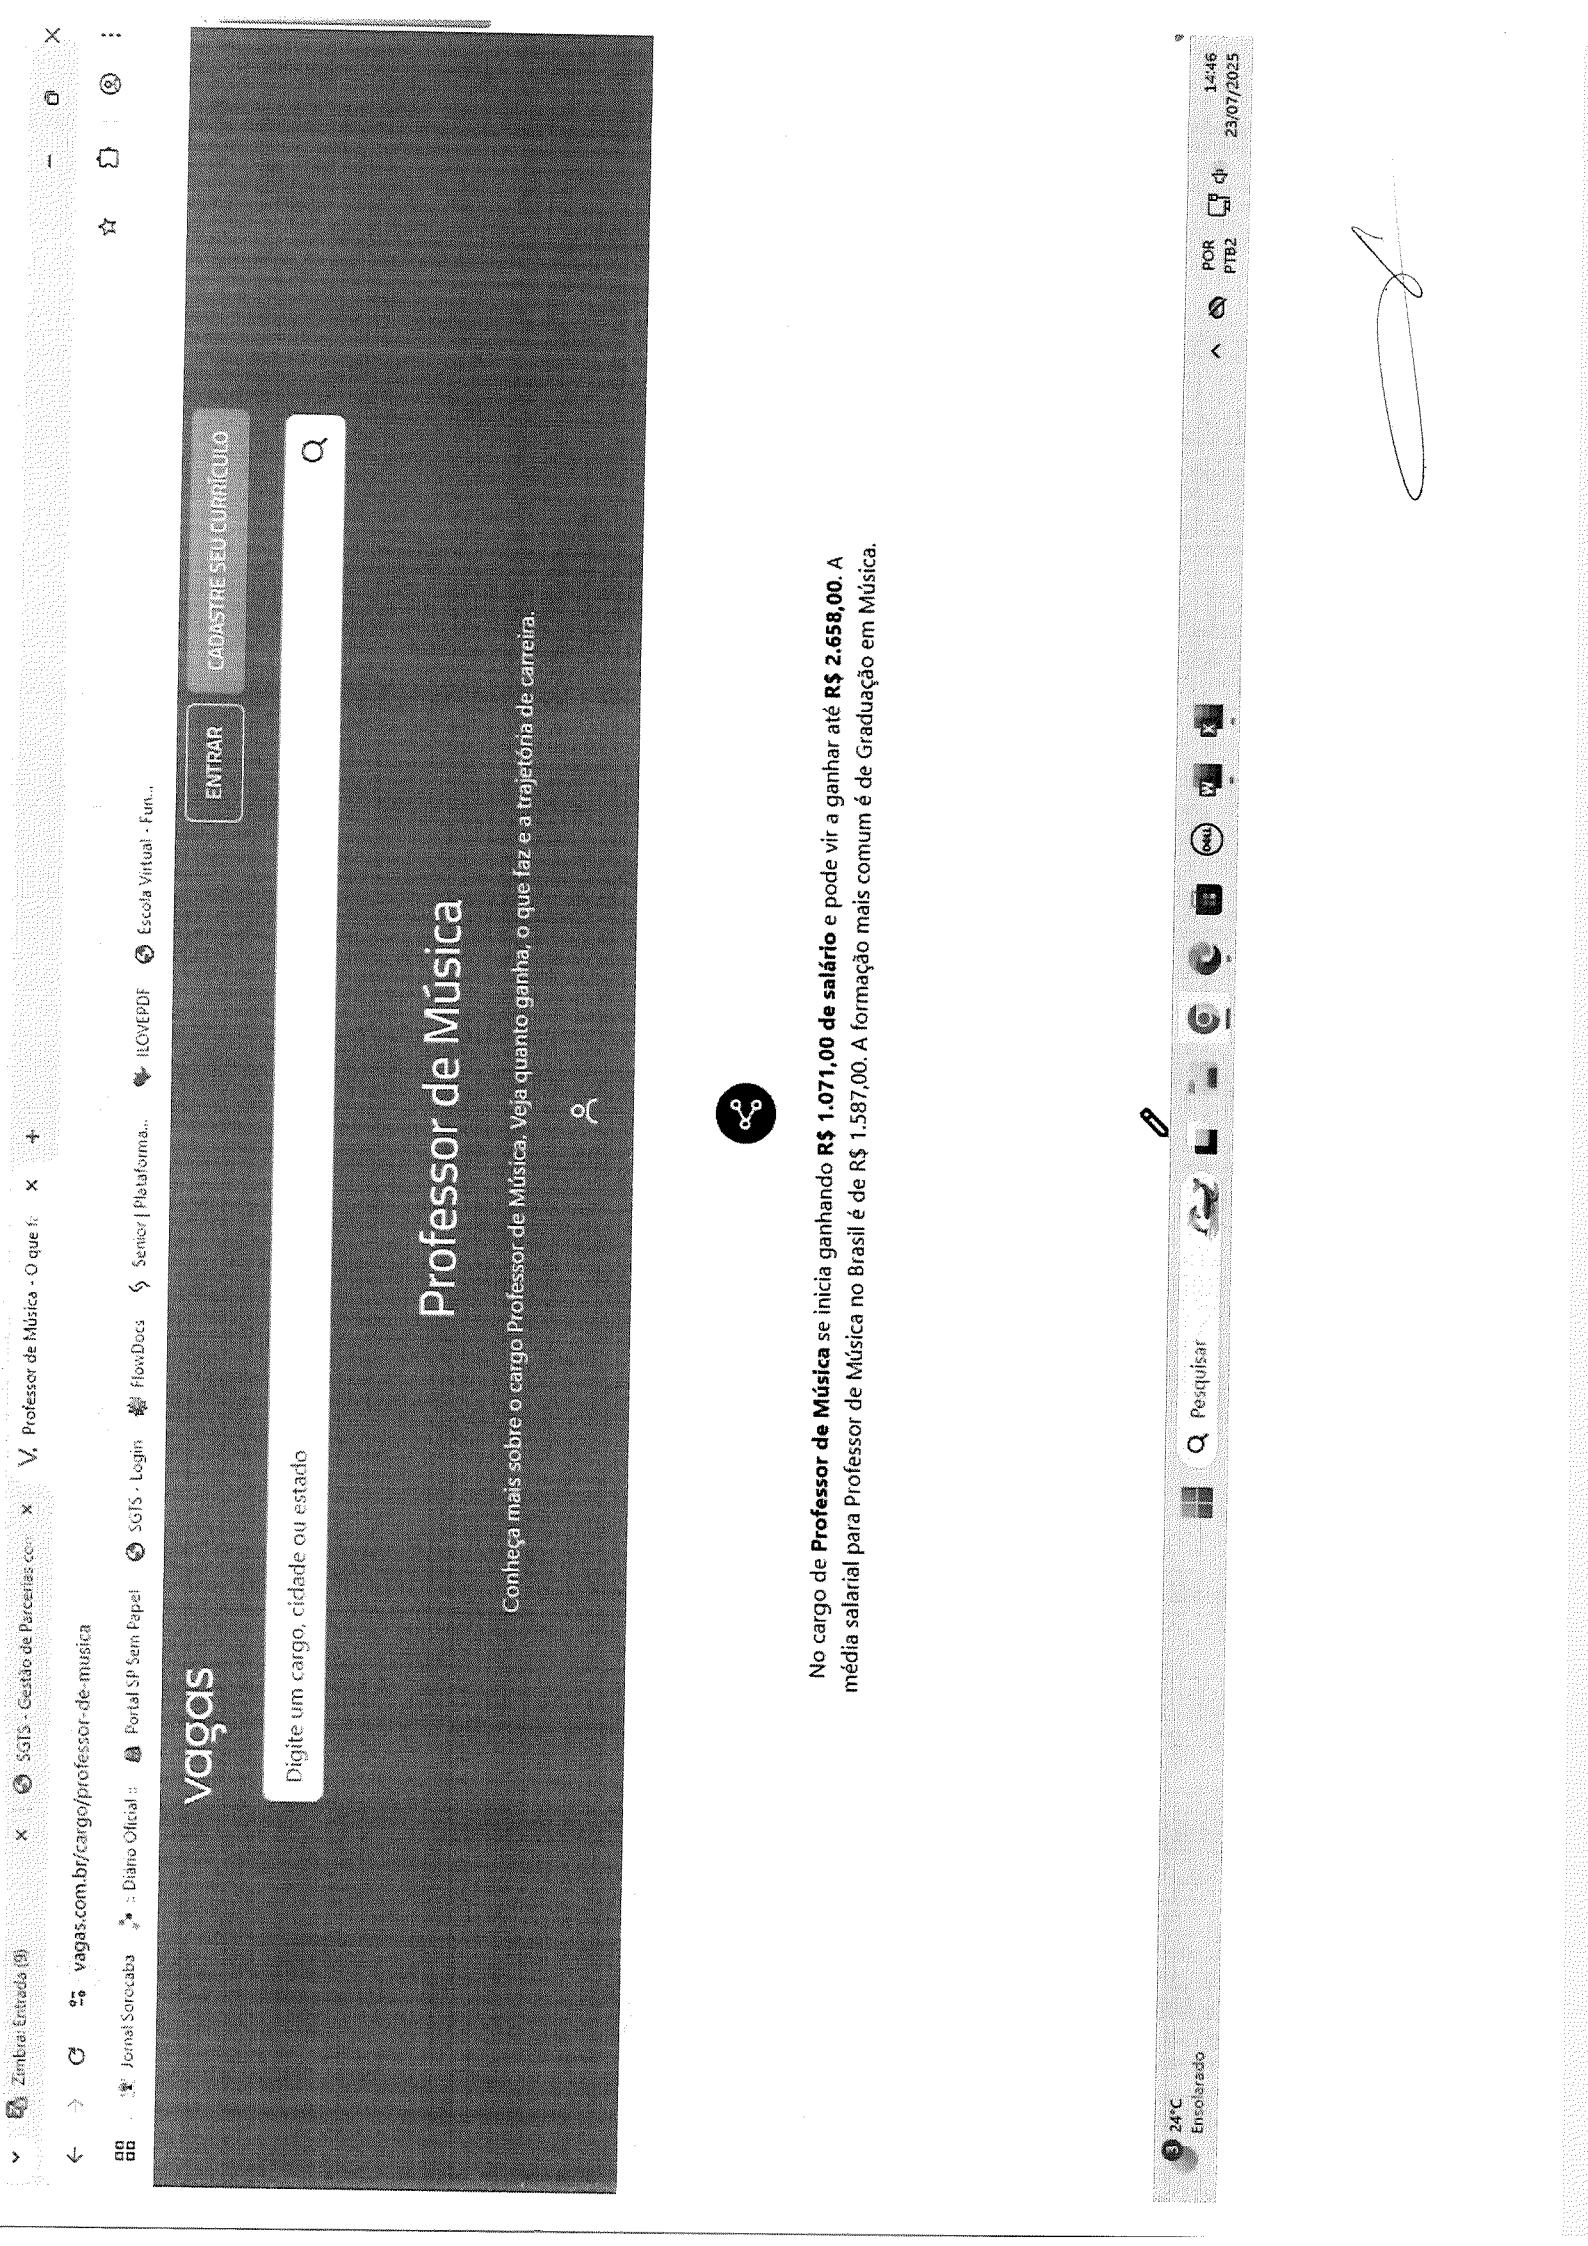 Zimbra: Entrada (9)
SGTS - Gestão de Parcerias con
Professor de Música - O que f
vagas.com.br/cargo/professor-de-musica
Jornal Sorocaba
:: Diário Oficial ::
Portal SP Sem Papel
SGTS - Login
FlowDocs
Senior | Plataforma...
ILOVEPDF
Escola Virtual - Fun...
vagas
ENTRAR
CADASTRE SEU CURRÍCULO
Digite um cargo, cidade ou estado
Professor de Música
Conheça mais sobre o cargo Professor de Música. Veja quanto ganha, o que faz e a trajetória de carreira.
No cargo de Professor de Música se inicia ganhando R$ 1.071,00 de salário e pode vir a ganhar até R$ 2.658,00. A
média salarial para Professor de Música no Brasil é de R$ 1.587,00. A formação mais comum é de Graduação em Música.
3
24°C
Ensolarado
Pesquisar
DELL
W
X
POR
PTB2
14:46
23/07/2025